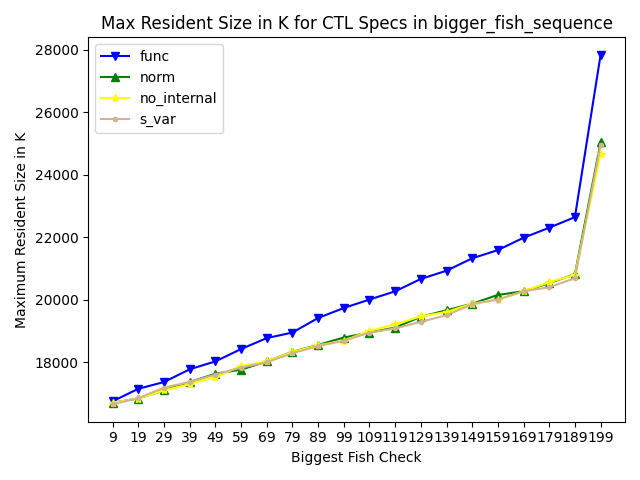 Max Resident Size in K for CTL Specs in bigger_fish_sequence
func
norm
no_internal
s_var
Maximum Resident Size in K
28000
26000
24000
22000
20000
18000
9 19 29 39 49 59 69 79 89 99 109 119 129 139 149 159 169 179 189 199
Biggest Fish Check